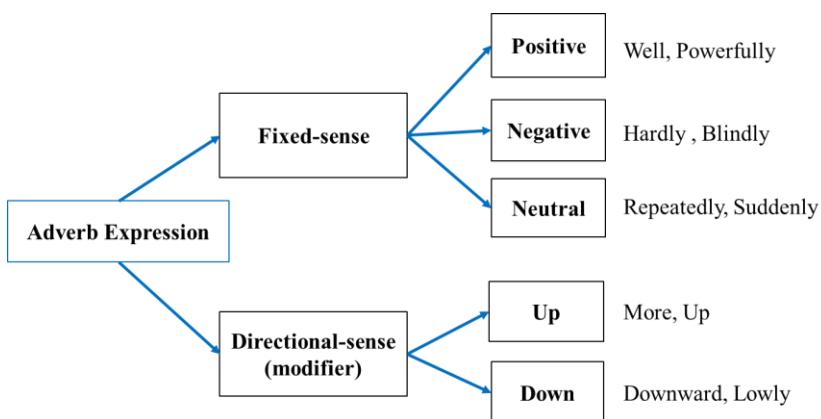 Positive
Well, Powerfully
Fixed-sense
Negative
Hardly , Blindly
Neutral
Repeatedly, Suddenly
Adverb Expression
Directional-sense
(modifier)
Up
More, Up
Down
Downward, Lowly